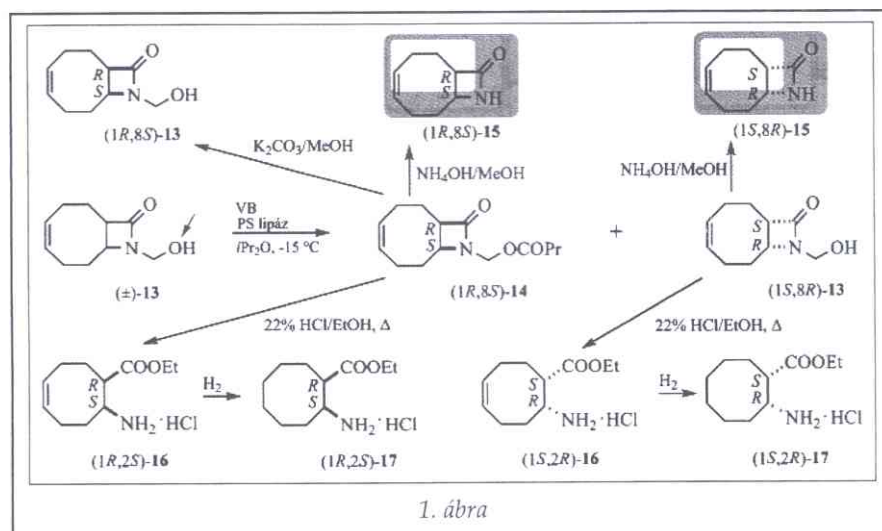 O
R
S
N
OH
(1R,8S)-13
O
R
S
NH
(1R,8S)-15
O
S
R
NH
(1S,8R)-15
K₂CO₃/MeOH
NH₄OH/MeOH
NH₄OH/MeOH
O
N
OH
(±)-13
VB
PS lipáz
iPr₂O, -15 °C
O
R
S
N
OCOPr
(1R,8S)-14
+
O
S
R
N
OH
(1S,8R)-13
22% HCl/EtOH, Δ
22% HCl/EtOH, Δ
COOEt
R
S
NH₂·HCl
(1R,2S)-16
H₂
COOEt
R
S
NH₂·HCl
(1R,2S)-17
COOEt
S
R
NH₂·HCl
(1S,2R)-16
H₂
COOEt
S
R
NH₂·HCl
(1S,2R)-17
1. ábra